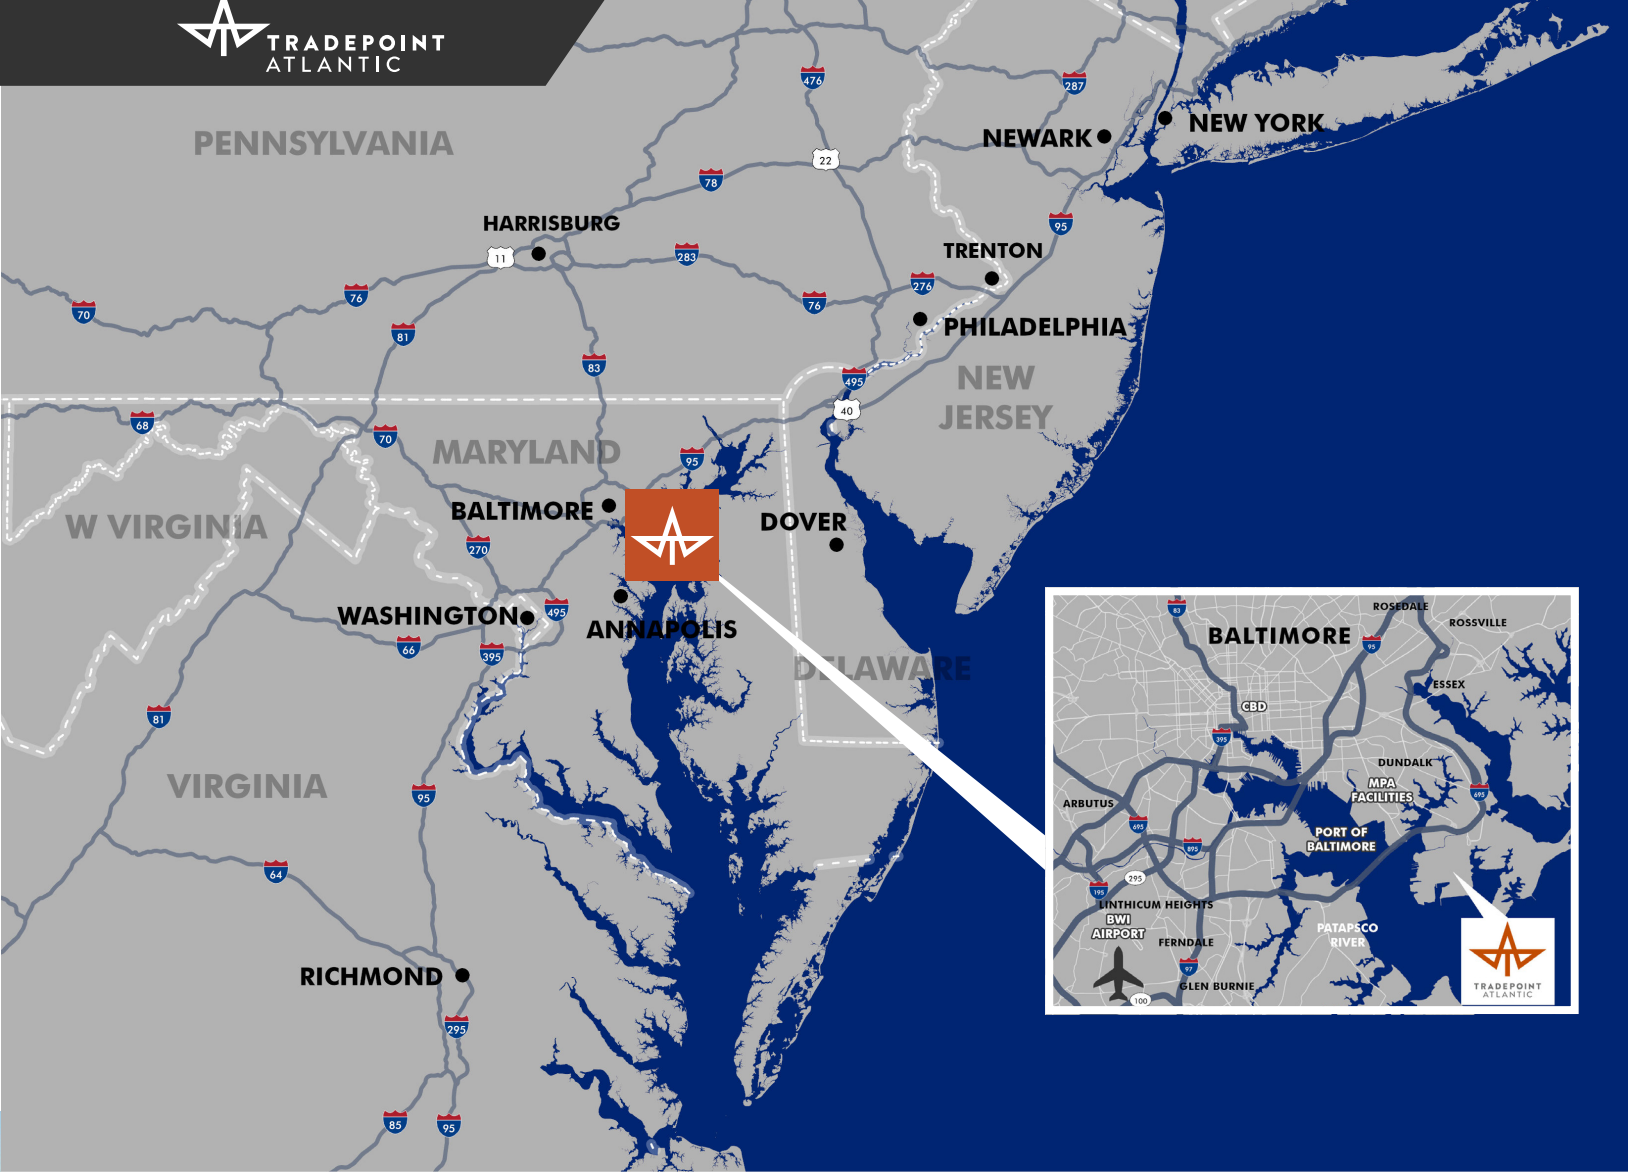 TRADEPOINT
ATLANTIC
476
287
NEW YORK
NEWARK
PENNSYLVANIA
22
78
HARRISBURG
95
11
283
TRENTON
276
76
76
70
PHILADELPHIA
81
83
495
NEW
JERSEY
40
68
70
MARYLAND
95
BALTIMORE
DOVER
W VIRGINIA
270
WASHINGTON
495
ANNAPOLIS
66
395
DELAWARE
81
VIRGINIA
95
64
RICHMOND
295
85
95
83
ROSEDALE
ROSSVILLE
BALTIMORE
95
ESSEX
CBD
395
DUNDALK
MPA
FACILITIES
695
ARBUTUS
695
PORT OF
BALTIMORE
895
295
195
LINTHICUM HEIGHTS
BWI
AIRPORT
PATAPSCO
RIVER
FERNDALE
97
GLEN BURNIE
100
TRADEPOINT
ATLANTIC